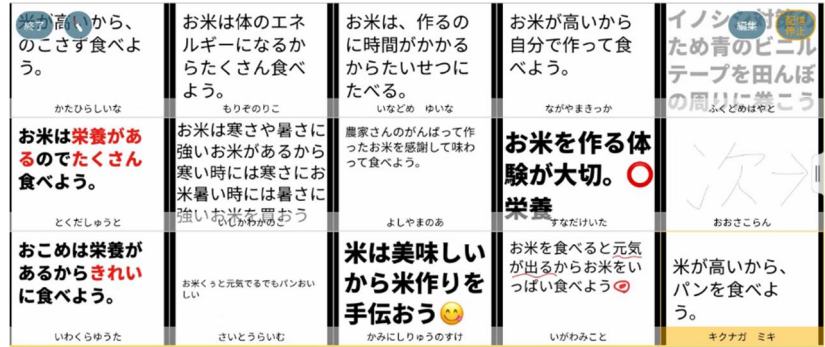 終了
編集
配信
停止
米が高いから、
のこさず食べよ
う。
かたひらしいな
お米は体のエネ
ルギーになるか
らたくさん食べ
よう。
もりぞのりこ
お米は、作るの
に時間がかかる
からたいせつに
たべる。
いなどめ ゆいな
お米が高いから
自分で作って食
べよう。
ながやまきっか
イノシシ対策の
ため青のビニル
テープを田んぼ
の周りに巻こう
ふくどめはやと
お米は栄養があ
るのでたくさん
食べよう。
とくだしゅうと
お米は寒さや暑さに
強いお米があるから
寒い時には寒さにお
米暑い時には暑さに
強いお米を買おう
いしかわかのこ
農家さんのがんばって作
ったお米を感謝して味わ
って食べよう。
よしやまのあ
お米を作る体
験が大切。⭕
栄養
すなだけいた
次→
おおさこらん
おこめは栄養が
あるからきれい
に食べよう。
いわくらゆうた
お米くぅと元気でるでもパンおい
しい
さいとうらいむ
米は美味しい
から米作りを
手伝おう😋
かみにしりゅうのすけ
お米を食べると元気
が出るからお米をい
っぱい食べよう
いがわみこと
米が高いから、
パンを食べよ
う。
キクナガ ミキ